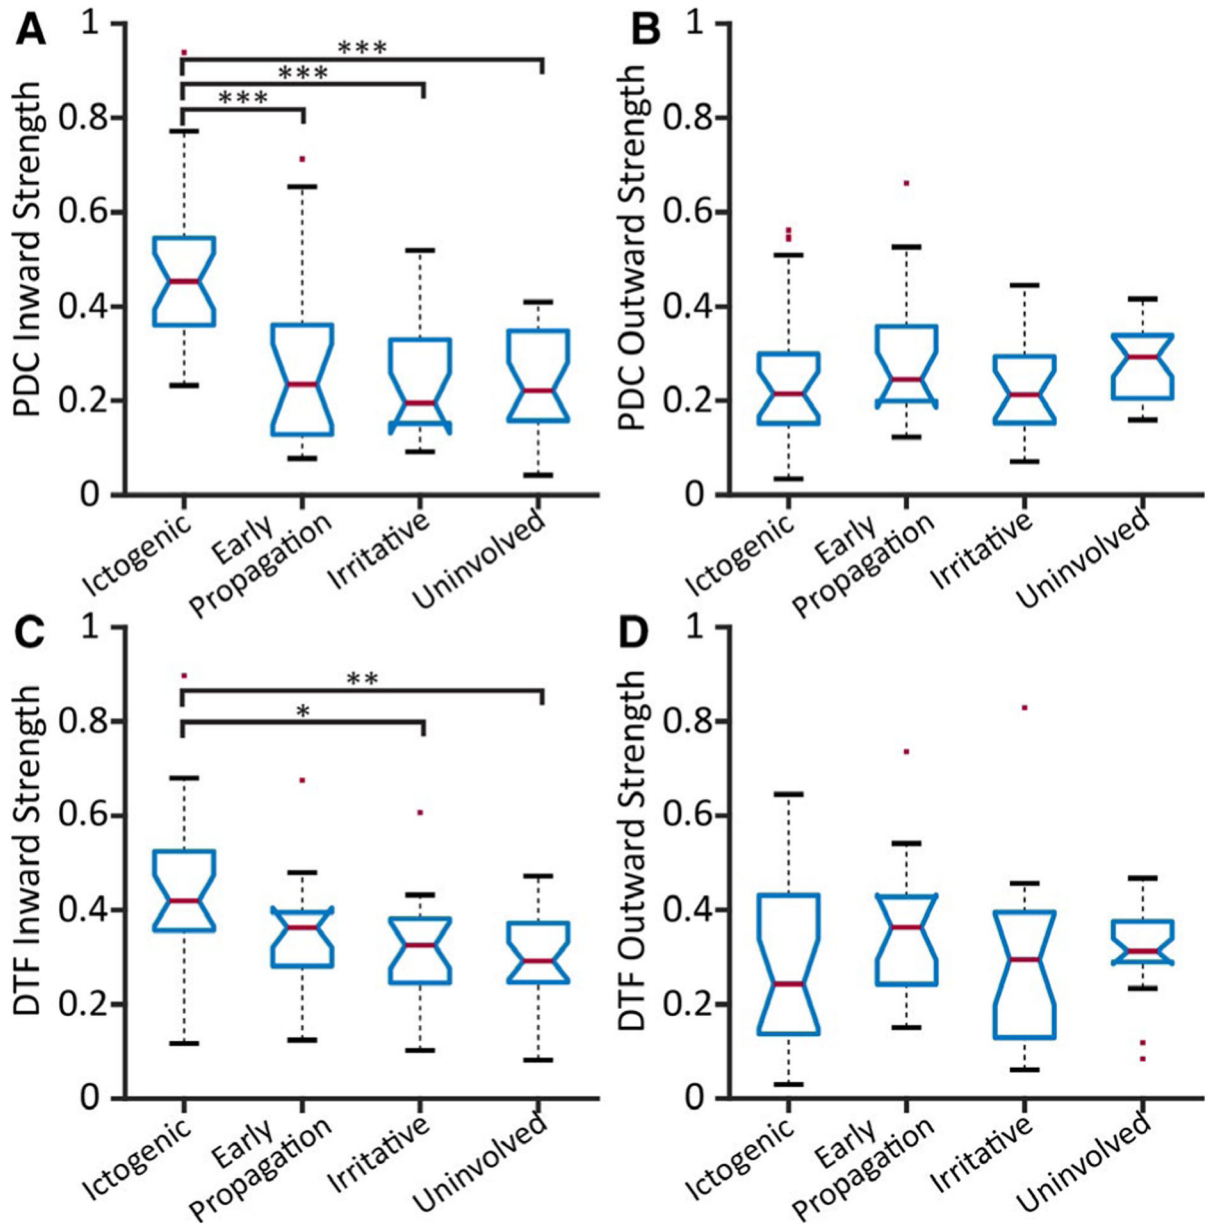 A
PDC Inward Strength
1
0.8
0.6
0.4
0.2
0
***
***
***
Ictogenic
Early
Propagation
Irritative
Uninvolved
B
PDC Outward Strength
1
0.8
0.6
0.4
0.2
0
Ictogenic
Early
Propagation
Irritative
Uninvolved
C
DTF Inward Strength
1
0.8
0.6
0.4
0.2
0
**
*
Ictogenic
Early
Propagation
Irritative
Uninvolved
D
DTF Outward Strength
1
0.8
0.6
0.4
0.2
0
Ictogenic
Early
Propagation
Irritative
Uninvolved